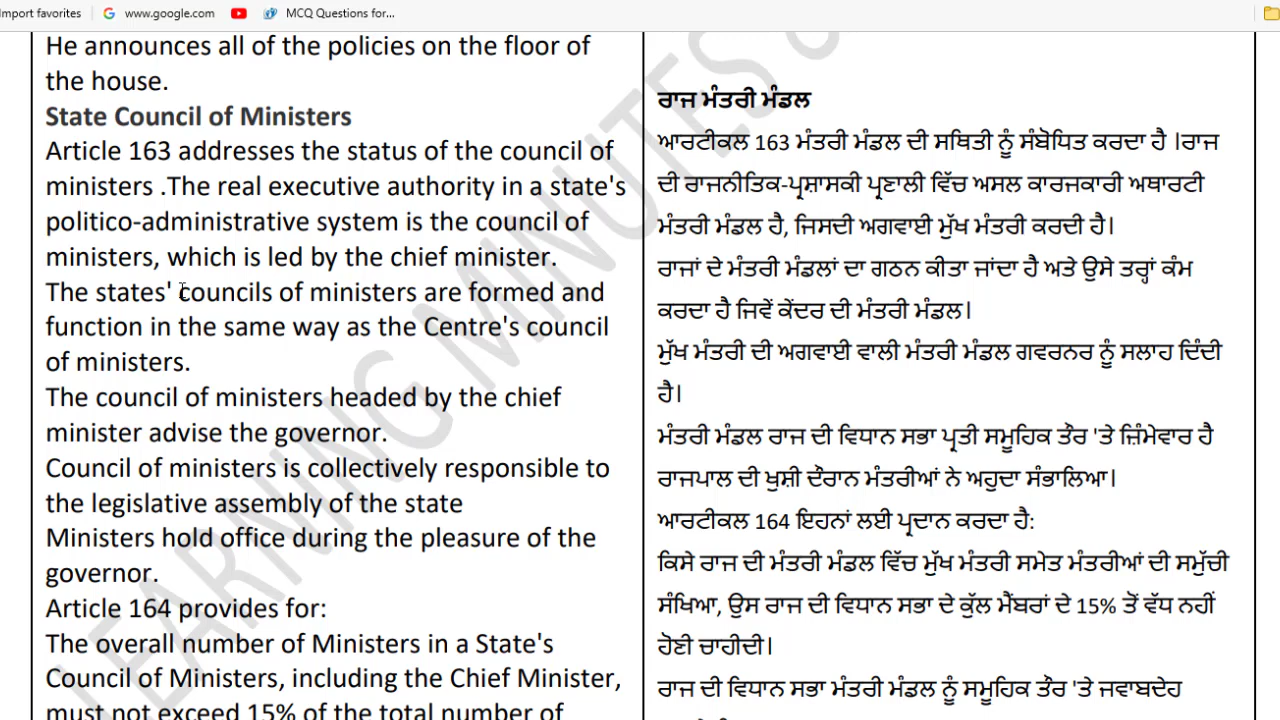 Import favorites
www.google.com
MCQ Questions for...
He announces all of the policies on the floor of
the house.
State Council of Ministers
Article 163 addresses the status of the council of
ministers .The real executive authority in a state's
politico-administrative system is the council of
ministers, which is led by the chief minister.
The states' councils of ministers are formed and
function in the same way as the Centre's council
of ministers.
The council of ministers headed by the chief
minister advise the governor.
Council of ministers is collectively responsible to
the legislative assembly of the state
Ministers hold office during the pleasure of the
governor.
Article 164 provides for:
The overall number of Ministers in a State's
Council of Ministers, including the Chief Minister,
must not exceed 15% of the total number of
ਰਾਜ ਮੰਤਰੀ ਮੰਡਲ
ਆਰਟੀਕਲ 163 ਮੰਤਰੀ ਮੰਡਲ ਦੀ ਸਥਿਤੀ ਨੂੰ ਸੰਬੋਧਿਤ ਕਰਦਾ ਹੈ |ਰਾਜ
ਦੀ ਰਾਜਨੀਤਿਕ-ਪ੍ਰਸ਼ਾਸਕੀ ਪ੍ਰਣਾਲੀ ਵਿੱਚ ਅਸਲ ਕਾਰਜਕਾਰੀ ਅਥਾਰਟੀ
ਮੰਤਰੀ ਮੰਡਲ ਹੈ, ਜਿਸਦੀ ਅਗਵਾਈ ਮੁੱਖ ਮੰਤਰੀ ਕਰਦੀ ਹੈ।
ਰਾਜਾਂ ਦੇ ਮੰਤਰੀ ਮੰਡਲਾਂ ਦਾ ਗਠਨ ਕੀਤਾ ਜਾਂਦਾ ਹੈ ਅਤੇ ਉਸੇ ਤਰ੍ਹਾਂ ਕੰਮ
ਕਰਦਾ ਹੈ ਜਿਵੇਂ ਕੇਂਦਰ ਦੀ ਮੰਤਰੀ ਮੰਡਲ।
ਮੁੱਖ ਮੰਤਰੀ ਦੀ ਅਗਵਾਈ ਵਾਲੀ ਮੰਤਰੀ ਮੰਡਲ ਗਵਰਨਰ ਨੂੰ ਸਲਾਹ ਦਿੰਦੀ
ਹੈ।
ਮੰਤਰੀ ਮੰਡਲ ਰਾਜ ਦੀ ਵਿਧਾਨ ਸਭਾ ਪ੍ਰਤੀ ਸਮੂਹਿਕ ਤੌਰ 'ਤੇ ਜ਼ਿੰਮੇਵਾਰ ਹੈ
ਰਾਜਪਾਲ ਦੀ ਖੁਸ਼ੀ ਦੌਰਾਨ ਮੰਤਰੀਆਂ ਨੇ ਅਹੁਦਾ ਸੰਭਾਲਿਆ।
ਆਰਟੀਕਲ 164 ਇਹਨਾਂ ਲਈ ਪ੍ਰਦਾਨ ਕਰਦਾ ਹੈ:
ਕਿਸੇ ਰਾਜ ਦੀ ਮੰਤਰੀ ਮੰਡਲ ਵਿੱਚ ਮੁੱਖ ਮੰਤਰੀ ਸਮੇਤ ਮੰਤਰੀਆਂ ਦੀ ਸਮੁੱਚੀ
ਸੰਖਿਆ, ਉਸ ਰਾਜ ਦੀ ਵਿਧਾਨ ਸਭਾ ਦੇ ਕੁੱਲ ਮੈਂਬਰਾਂ ਦੇ 15% ਤੋਂ ਵੱਧ ਨਹੀਂ
ਹੋਣੀ ਚਾਹੀਦੀ।
ਰਾਜ ਦੀ ਵਿਧਾਨ ਸਭਾ ਮੰਤਰੀ ਮੰਡਲ ਨੂੰ ਸਮੂਹਿਕ ਤੌਰ 'ਤੇ ਜਵਾਬਦੇਹ
LEARNING MINUTES